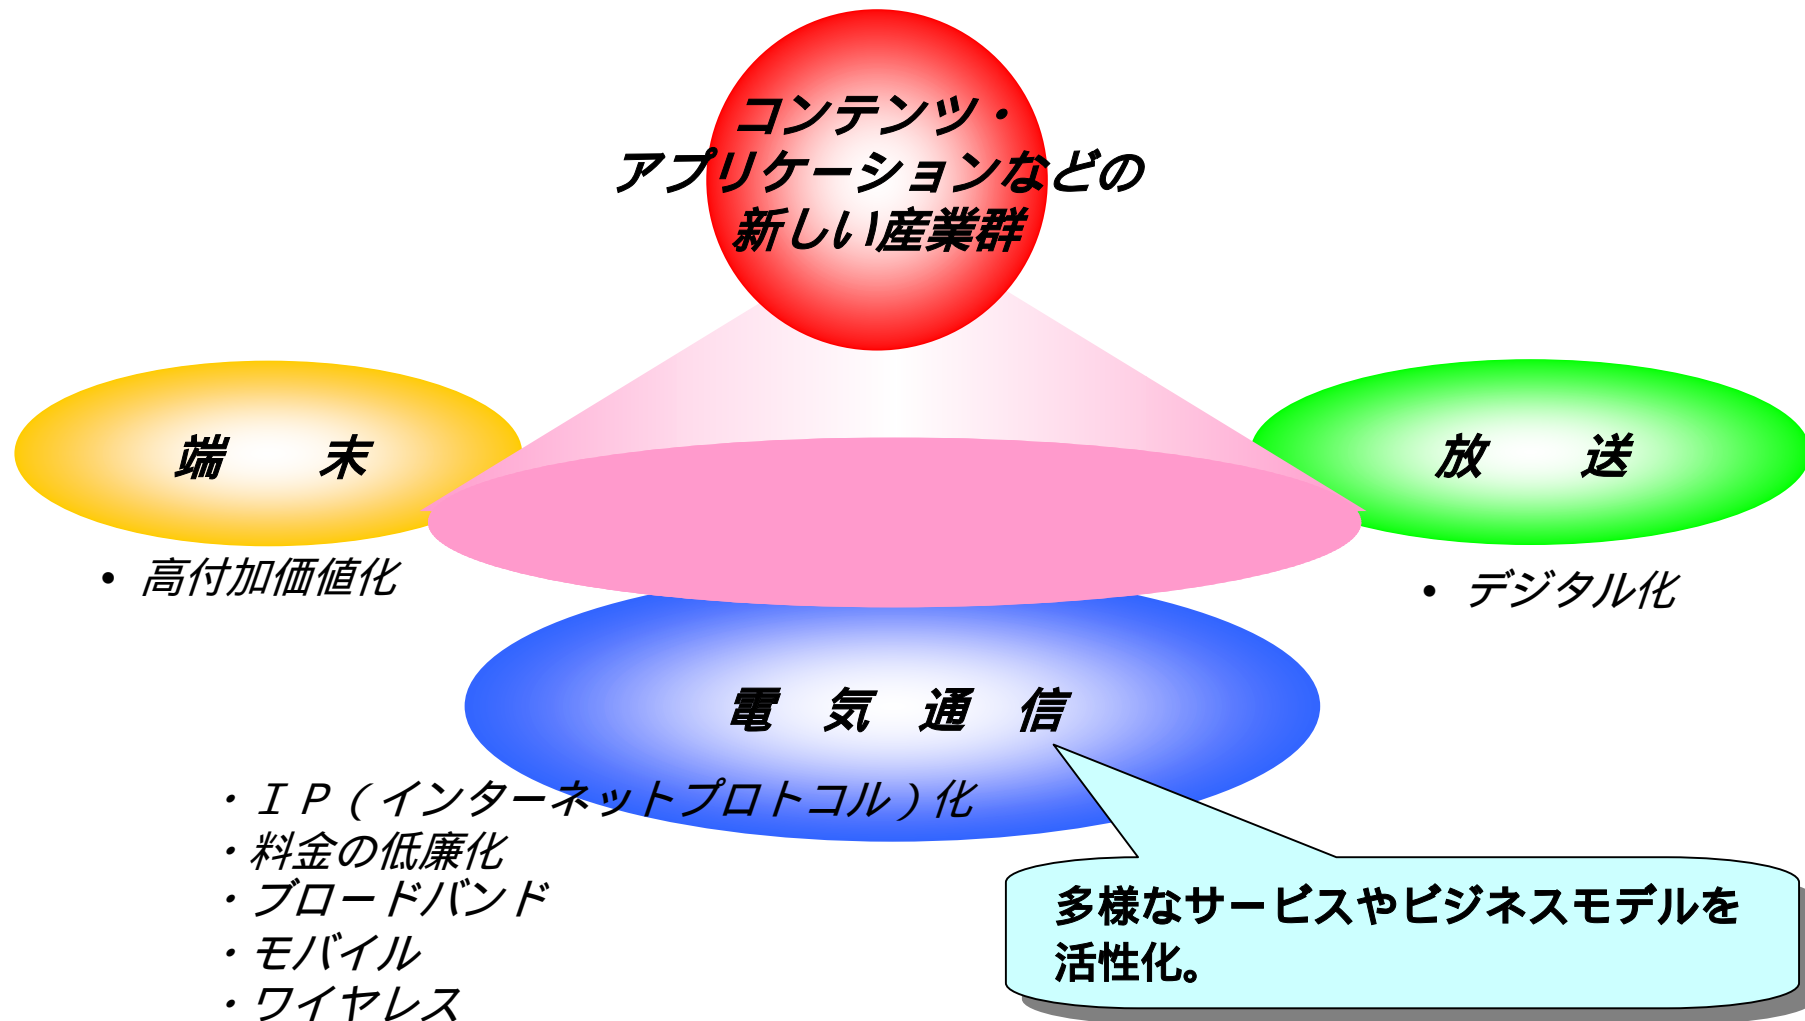 コンテンツ・
アプリケーションなどの
新しい産業群
端　　末
放　　送
• 高付加価値化
• デジタル化
電　気　通　信
・ＩＰ(インターネットプロトコル)化
・料金の低廉化
・ブロードバンド
・モバイル
・ワイヤレス
多様なサービスやビジネスモデルを
活性化。